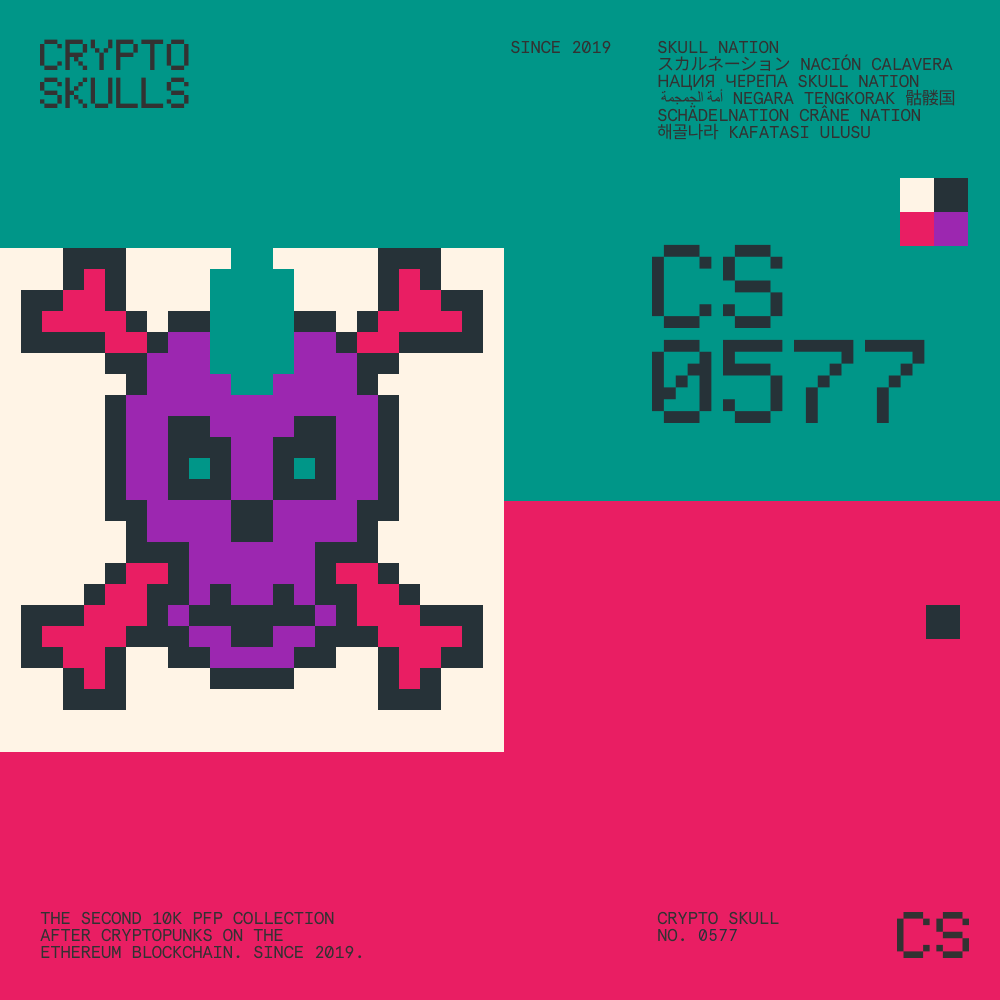 CRYPTO
SKULLS
SINCE 2019
SKULL NATION
スカルネーション NACIÓN CALAVERA
НАЦИЯ ЧЕРЕПА SKULL NATION
أمة الجمجمة NEGARA TENGKORAK 骷髅国
SCHÄDELNATION CRÂNE NATION
해골나라 KAFATASI ULUSU
CS
0577
THE SECOND 10K PFP COLLECTION
AFTER CRYPTOPUNKS ON THE
ETHEREUM BLOCKCHAIN. SINCE 2019.
CRYPTO SKULL
NO. 0577
CS